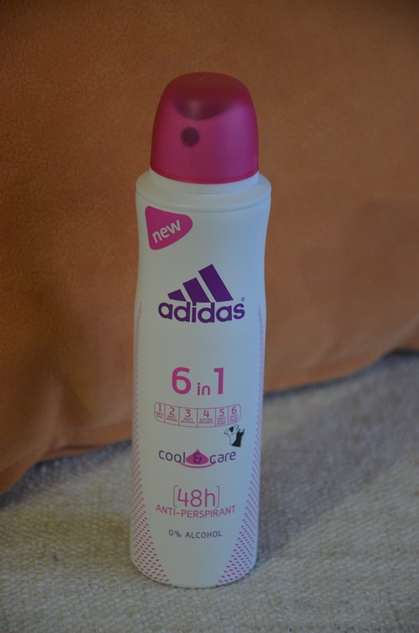 new
adidas
6 in 1
1 2 3 4 5 6
cool & care
[48h]
ANTI-PERSPIRANT
0% ALCOHOL